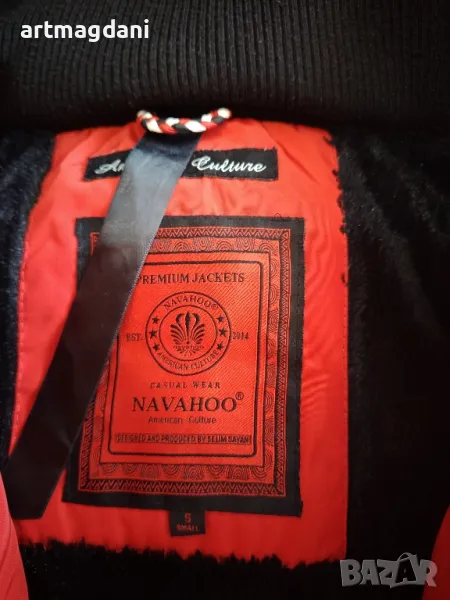 artmagdani
Culture
PREMIUM JACKETS
NAVAHOO®
AMERICAN CULTURE
EST. 2014
CASUAL WEAR
NAVAHOO®
American Culture
DESIGNED AND PRODUCED BY SELIM DAYAN
S
SMALL
BAZAR